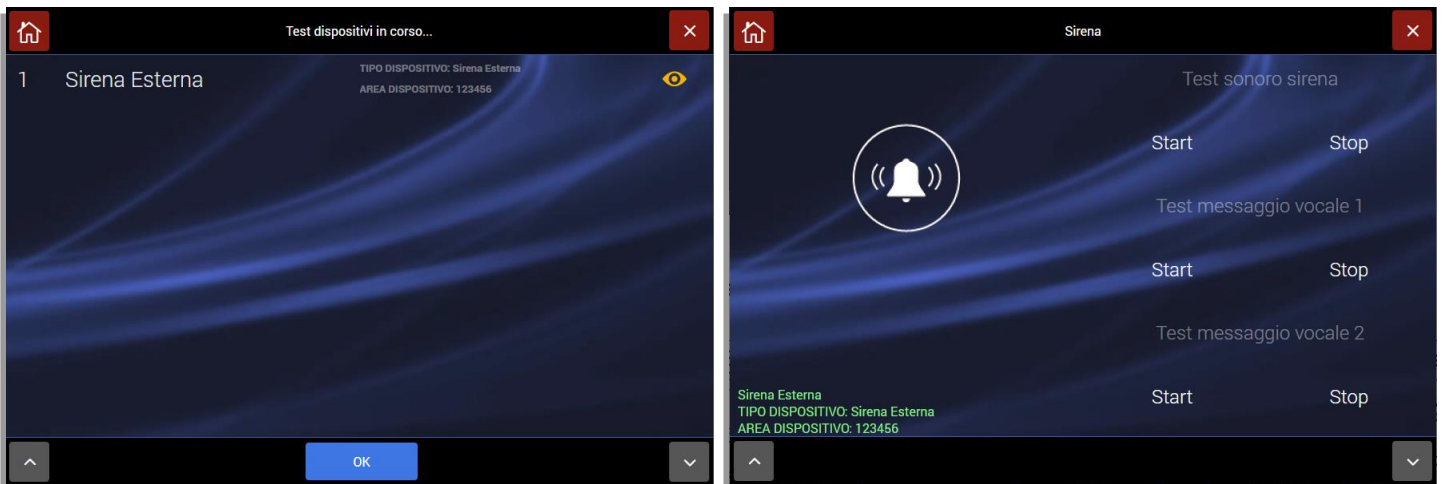 Test dispositivi in corso...
1 Sirena Esterna
TIPO DISPOSITIVO: Sirena Esterna
AREA DISPOSITIVO: 123456
OK
Sirena
Test sonoro sirena
Start Stop
Test messaggio vocale 1
Start Stop
Test messaggio vocale 2
Start Stop
Sirena Esterna
TIPO DISPOSITIVO: Sirena Esterna
AREA DISPOSITIVO: 123456